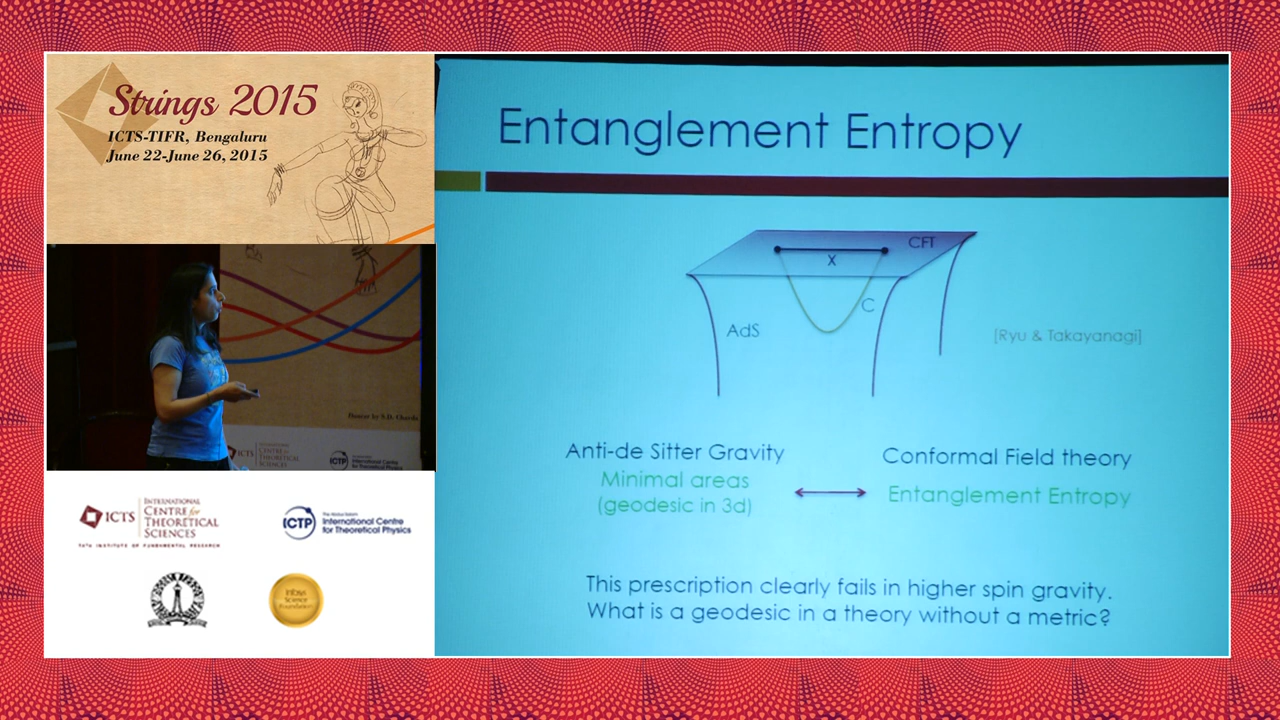 Strings 2015
ICTS-TIFR, Bengaluru
June 22-June 26, 2015
Entanglement Entropy
CFT
X
C
AdS
[Ryu & Takayanagi]
Anti-de Sitter Gravity
Minimal areas
(geodesic in 3d)
Conformal Field theory
Entanglement Entropy
This prescription clearly fails in higher spin gravity.
What is a geodesic in a theory without a metric?
ICTS
INTERNATIONAL
CENTRE for
THEORETICAL
SCIENCES
TATA INSTITUTE OF FUNDAMENTAL RESEARCH
ICTP
International Centre
for Theoretical Physics
Infosys
Science
Foundation